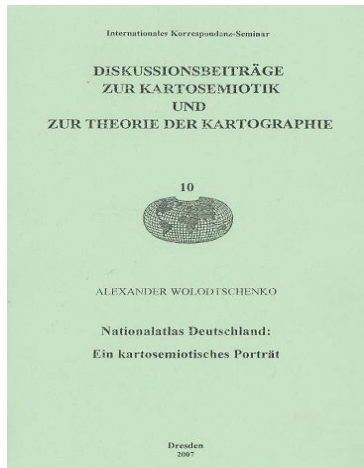 Internationaler Korrespondenz-Seminar
DISKUSSIONSBEITRÄGE
ZUR KARTOSEMIOTIK
UND
ZUR THEORIE DER KARTOGRAPHIE
10
ALEXANDER WOLODTSCHENKO
Nationalatlas Deutschland:
Ein kartosemiotisches Porträt
Dresden
2007